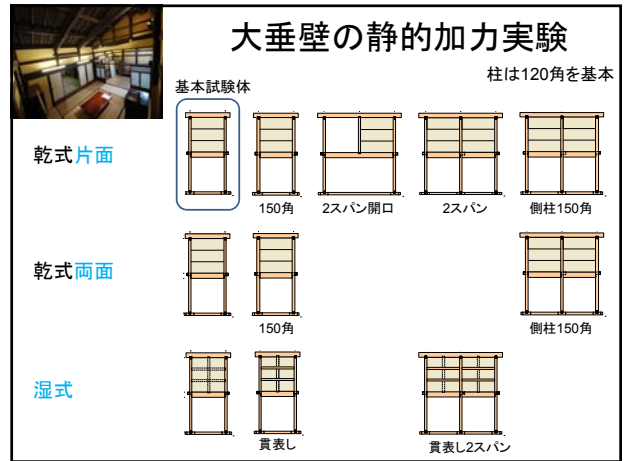 大垂壁の静的加力実験
柱は120角を基本
基本試験体
乾式片面
150角
2スパン開口
2スパン
側柱150角
乾式両面
150角
側柱150角
湿式
貫表し
貫表し2スパン